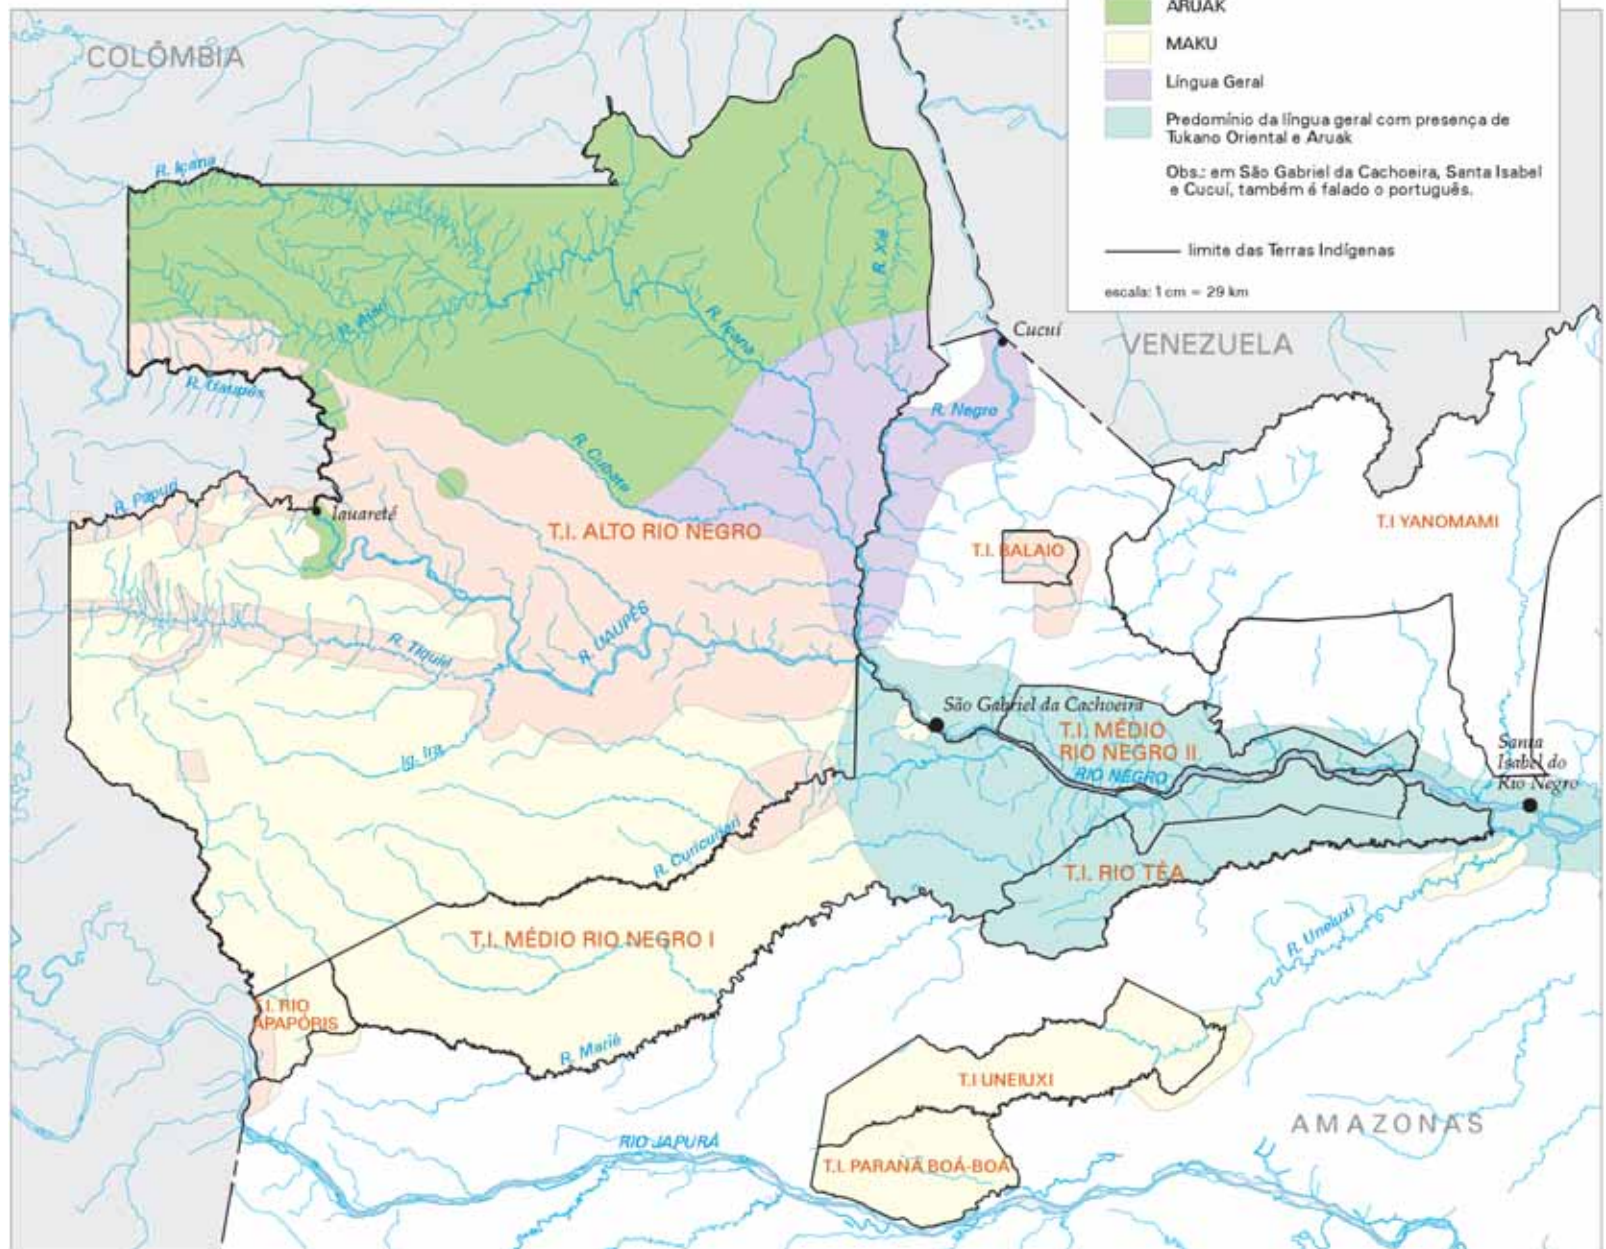 ARUAK
MAKU
Língua Geral
Predomínio da língua geral com presença de
Tukano Oriental e Aruak
Obs.: em São Gabriel da Cachoeira, Santa Isabel
e Cucuí, também é falado o português.
limite das Terras Indígenas
escala: 1 cm = 29 km
COLÔMBIA
R. Içana
R. XIÉ
R. Aiari
R. Içana
Cucuí
VENEZUELA
R. Uaupés
R. Negro
R. Cubate
R. Papuri
Iauareté
T.I. ALTO RIO NEGRO
T.I YANOMAMI
T.I. BALAIO
R. UAUPÉS
R. Tiquié
São Gabriel da Cachoeira
T.I. MÉDIO
RIO NEGRO II
RIO NEGRO
Santa
Isabel do
Rio Negro
Ig. Ira
R. Curicuriari
T.I. RIO TÉA
T.I. MÉDIO RIO NEGRO I
R. Uneiuxi
T.I. RIO
APAPÓRIS
R. Marié
T.I UNEIUXI
AMAZONAS
RIO JAPURÁ
T.I. PARANÁ BOÁ-BOÁ